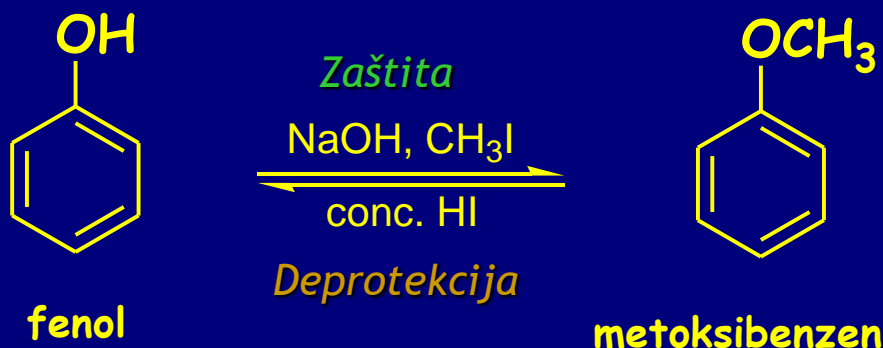 OH
OCH₃
Zaštita
NaOH, CH₃I
conc. HI
Deprotekcija
fenol
metoksibenzen